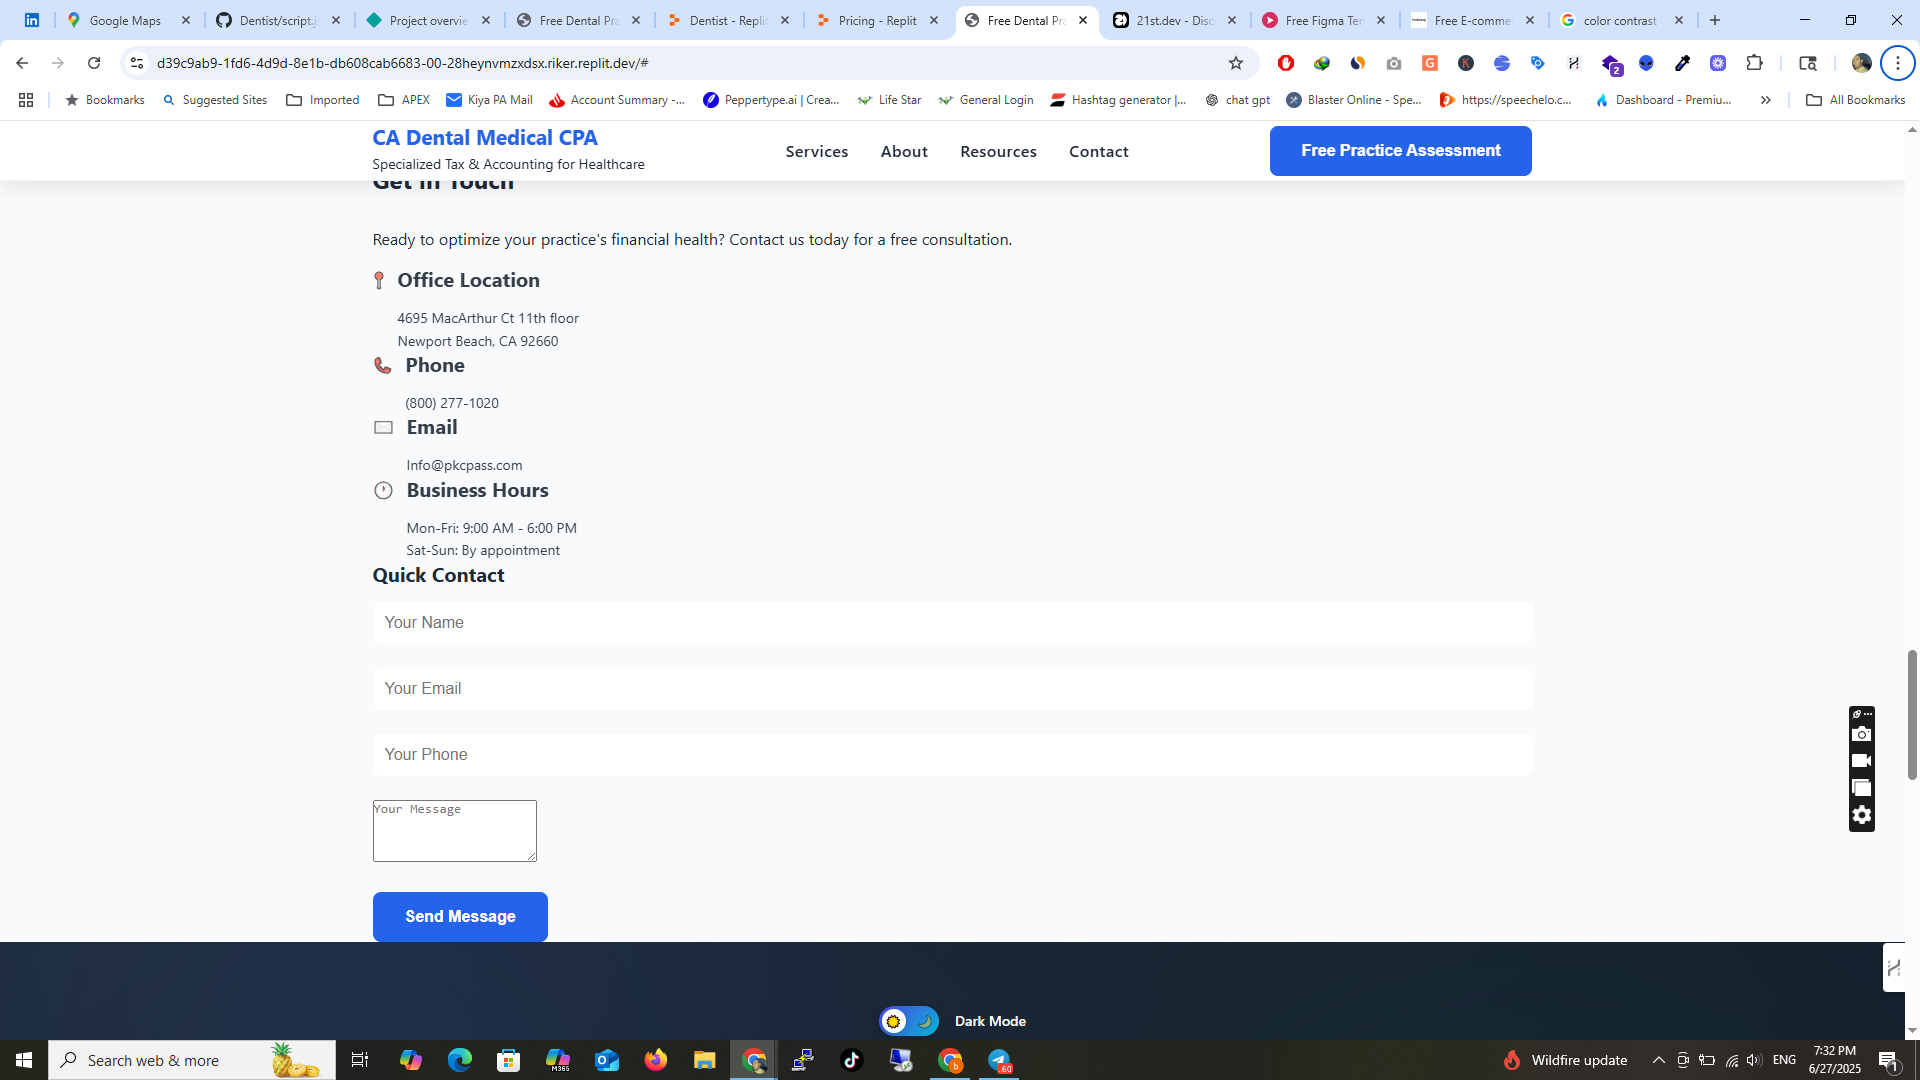 Google Maps
Dentist/script.j
Project overvie
Free Dental Pra
Dentist - Replit
Pricing - Replit
Free Dental Pra
21st.dev - Disc
Free Figma Tem
Free E-comme
color contrast
d39c9ab9-1fd6-4d9d-8e1b-db608cab6683-00-28heynvmzxdsx.riker.replit.dev/#
Bookmarks
Suggested Sites
Imported
APEX
Kiya PA Mail
Account Summary -...
Peppertype.ai | Crea...
Life Star
General Login
Hashtag generator |...
chat gpt
Blaster Online - Spe...
https://speechelo.c...
Dashboard - Premiu...
All Bookmarks
CA Dental Medical CPA
Specialized Tax & Accounting for Healthcare
Services
About
Resources
Contact
Free Practice Assessment
Get in Touch
Ready to optimize your practice's financial health? Contact us today for a free consultation.
Office Location
4695 MacArthur Ct 11th floor
Newport Beach, CA 92660
Phone
(800) 277-1020
Email
Info@pkcpass.com
Business Hours
Mon-Fri: 9:00 AM - 6:00 PM
Sat-Sun: By appointment
Quick Contact
Your Name
Your Email
Your Phone
Your Message
Send Message
Dark Mode
Search web & more
Wildfire update
ENG
7:32 PM
6/27/2025